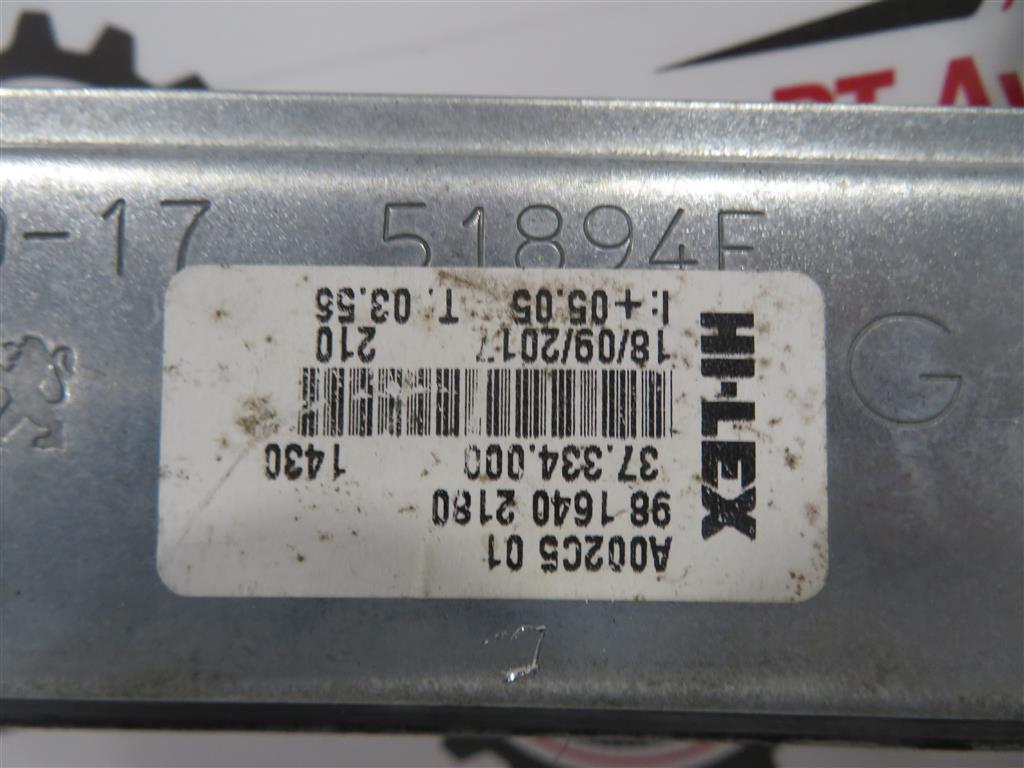 -17 51894F
G
HI-LEX
A002C5 01
98 1640 2180
37.334.000 1430
18/09/2017 210
I:+05.05 T. 03.55